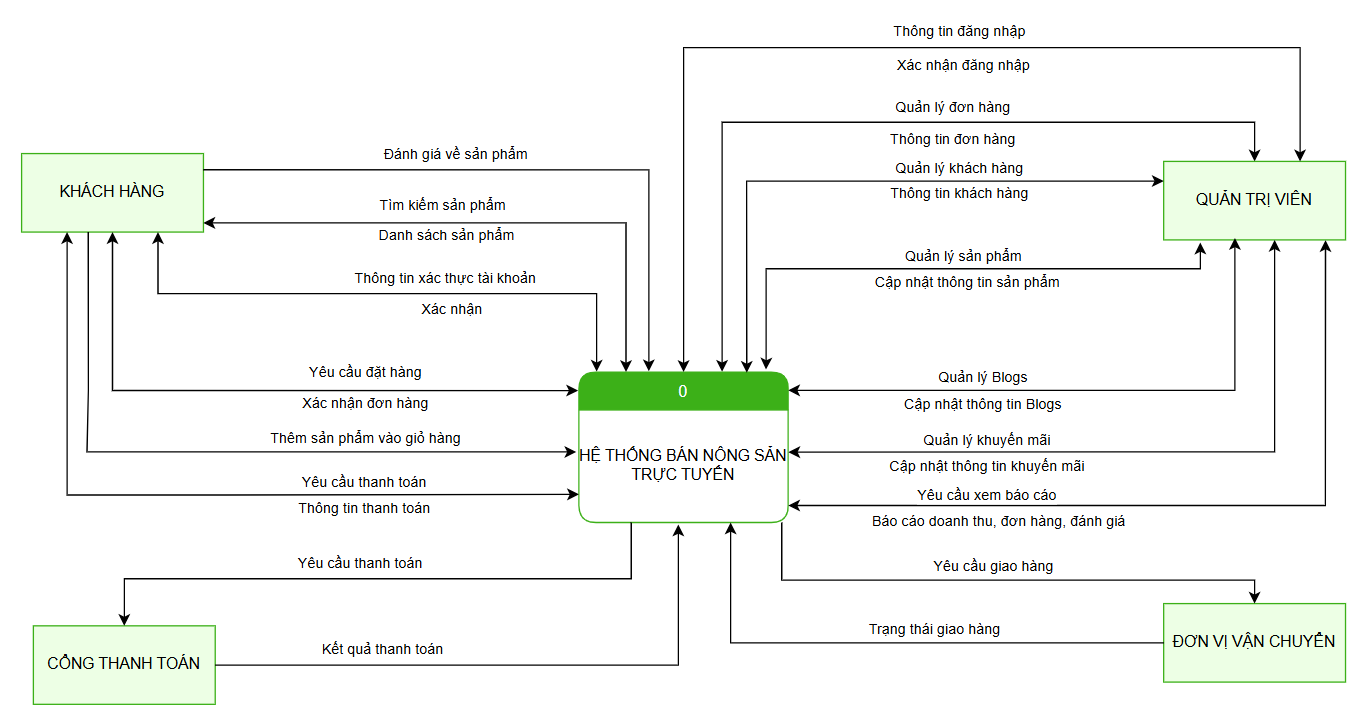 Thông tin đăng nhập
Xác nhận đăng nhập
Quản lý đơn hàng
Thông tin đơn hàng
Quản lý khách hàng
Thông tin khách hàng
Quản lý sản phẩm
Cập nhật thông tin sản phẩm
QUẢN TRỊ VIÊN
Đánh giá về sản phẩm
KHÁCH HÀNG
Tìm kiếm sản phẩm
Danh sách sản phẩm
Thông tin xác thực tài khoản
Xác nhận
Yêu cầu đặt hàng
Xác nhận đơn hàng
Thêm sản phẩm vào giỏ hàng
Yêu cầu thanh toán
Thông tin thanh toán
0
HỆ THỐNG BÁN NÔNG SẢN
TRỰC TUYẾN
Quản lý Blogs
Cập nhật thông tin Blogs
Quản lý khuyến mãi
Cập nhật thông tin khuyến mãi
Yêu cầu xem báo cáo
Báo cáo doanh thu, đơn hàng, đánh giá
Yêu cầu thanh toán
Kết quả thanh toán
CỔNG THANH TOÁN
Yêu cầu giao hàng
Trạng thái giao hàng
ĐƠN VỊ VẬN CHUYỂN